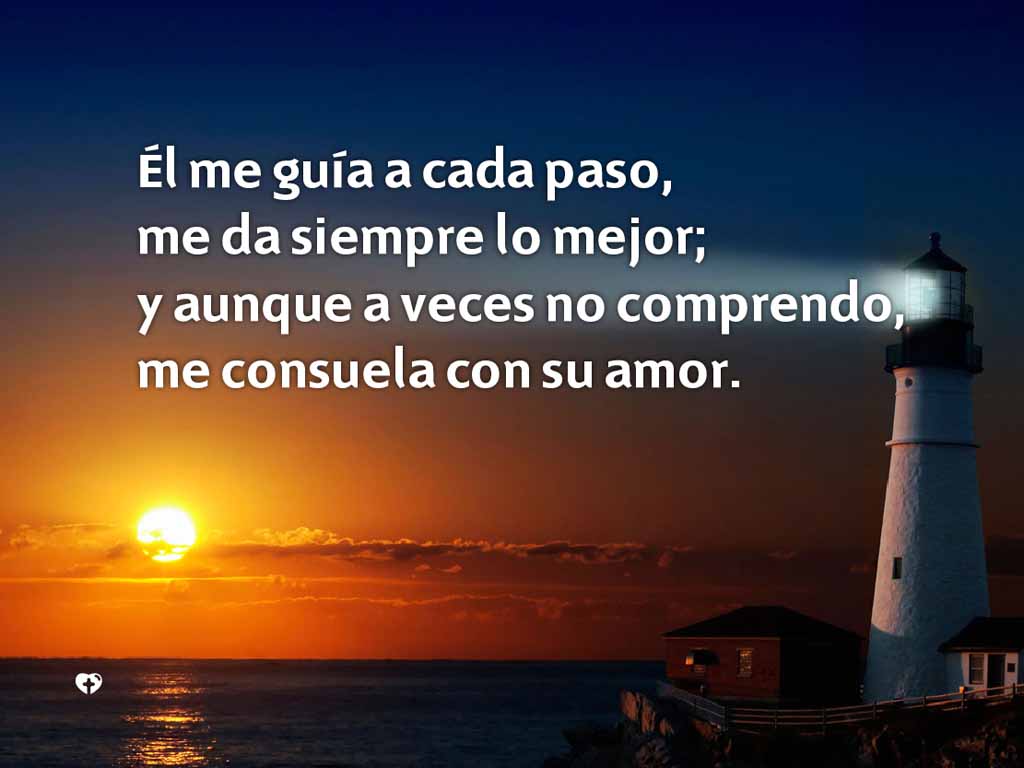 Él me guía a cada paso,
me da siempre lo mejor;
y aunque a veces no comprendo,
me consuela con su amor.